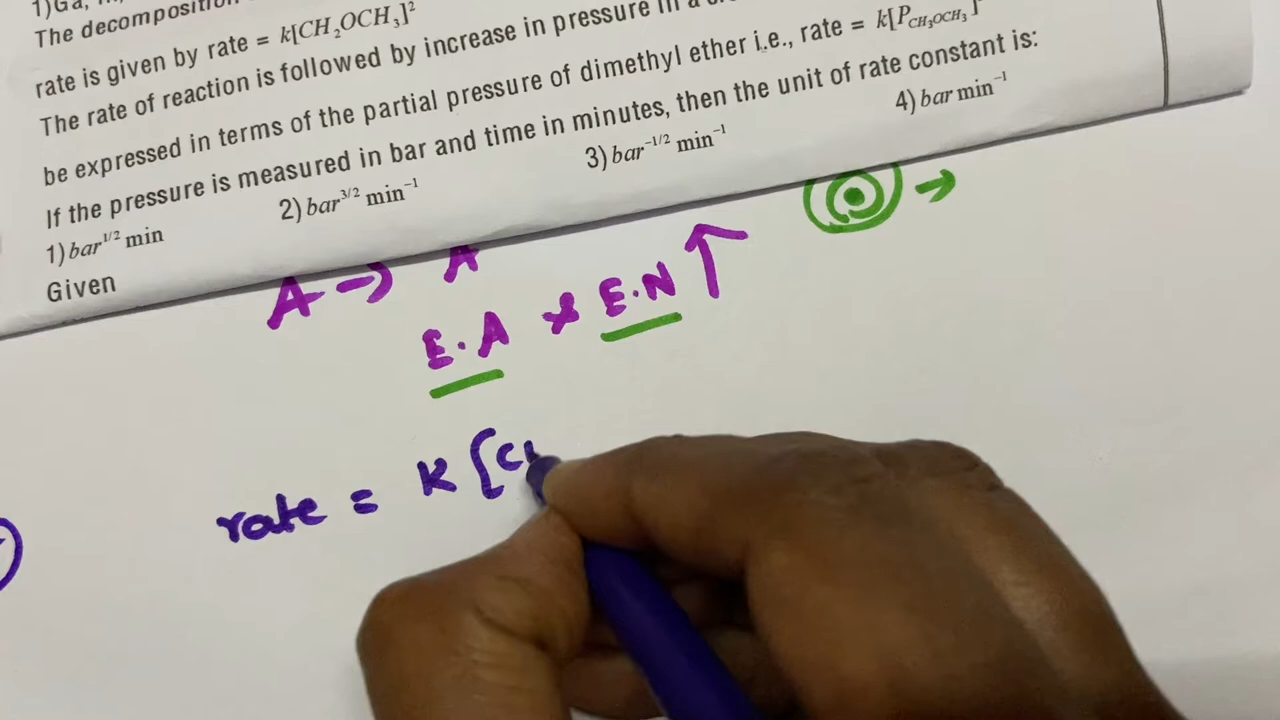 1)Ga,
The decomposition
rate is given by rate = k[CH₂OCH₃]²
The rate of reaction is followed by increase in pressure in a
be expressed in terms of the partial pressure of dimethyl ether i.e., rate = k[P_CH₃OCH₃]
If the pressure is measured in bar and time in minutes, then the unit of rate constant is:
1) bar^1/2 min 2) bar^3/2 min⁻¹ 3) bar^-1/2 min⁻¹ 4) bar min⁻¹
Given
A → A
E.A & E.N ↑
rate = K [C